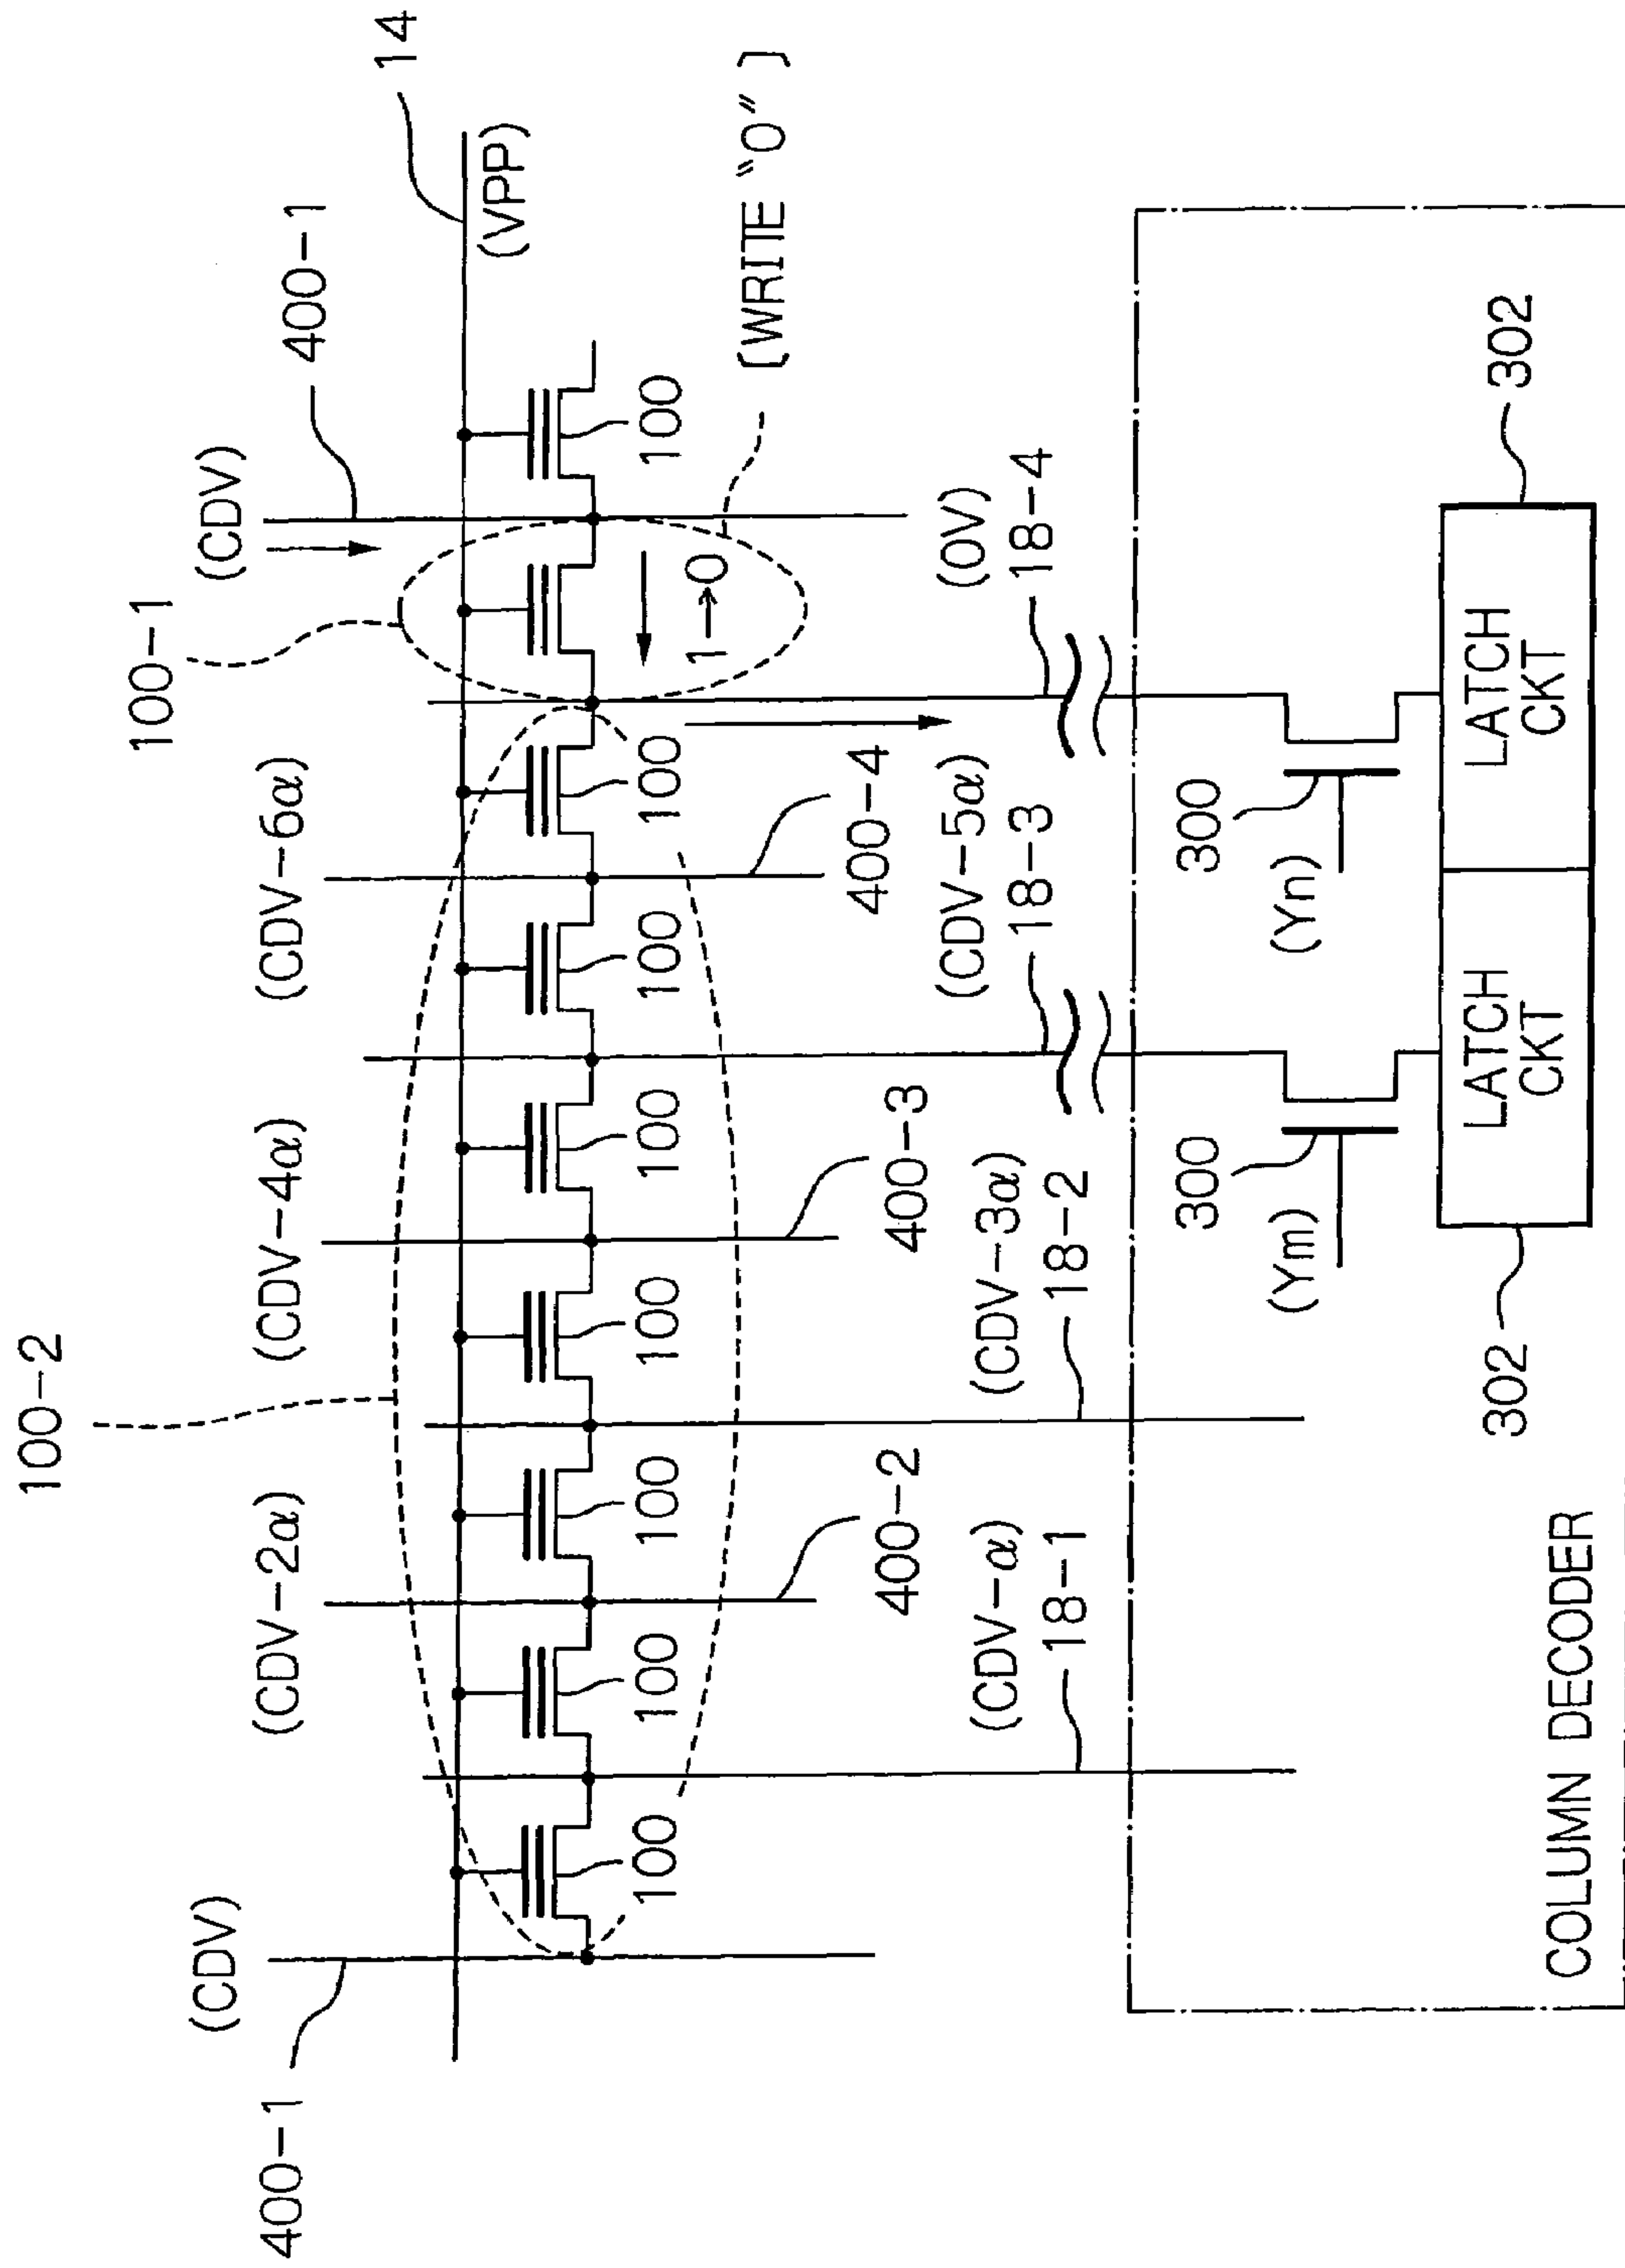 100-2
100-1
14
400-1
(CDV)
(CDV-2α)
(CDV-4α)
(CDV-6α)
(CDV)
400-1
(VPP)
100
100
100
100
100
100
100
100
1→0
[WRITE “0”]
400-2
400-3
400-4
(CDV-α)
18-1
(CDV-3α)
18-2
(CDV-5α)
18-3
(0V)
18-4
(Ym)
300
(Yn)
300
LATCH
CKT
LATCH
CKT
302
302
COLUMN DECODER